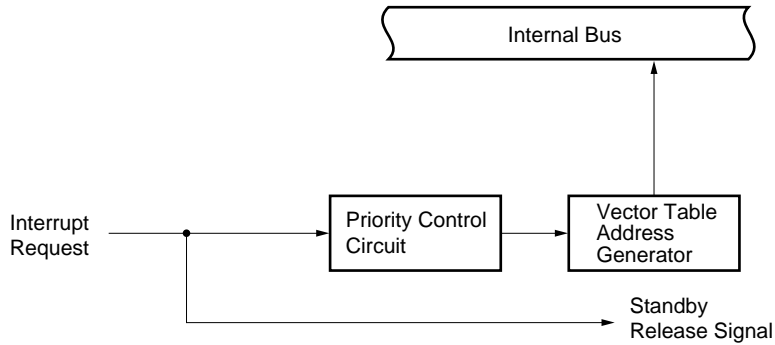 Internal Bus
Interrupt
Request
Priority Control
Circuit
Vector Table
Address
Generator
Standby
Release Signal